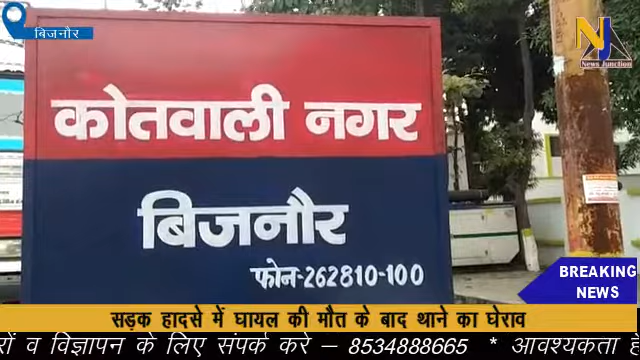 बिजनौर
NJ
News Junction
कोतवाली नगर
बिजनौर
फोन-262810-100
BREAKING
NEWS
सड़क हादसे में घायल की मौत के बाद थाने का घेराव
रों व विज्ञापन के लिए संपर्क करे – 8534888665 * आवश्यकता है